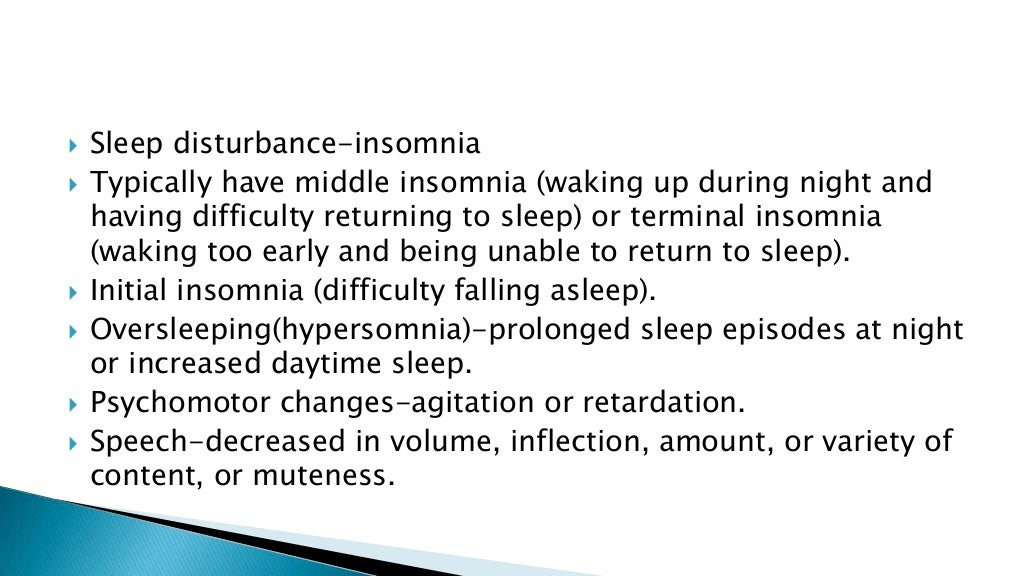 Sleep disturbance-insomnia
Typically have middle insomnia (waking up during night and
having difficulty returning to sleep) or terminal insomnia
(waking too early and being unable to return to sleep).
Initial insomnia (difficulty falling asleep).
Oversleeping(hypersomnia)-prolonged sleep episodes at night
or increased daytime sleep.
Psychomotor changes-agitation or retardation.
Speech-decreased in volume, inflection, amount, or variety of
content, or muteness.